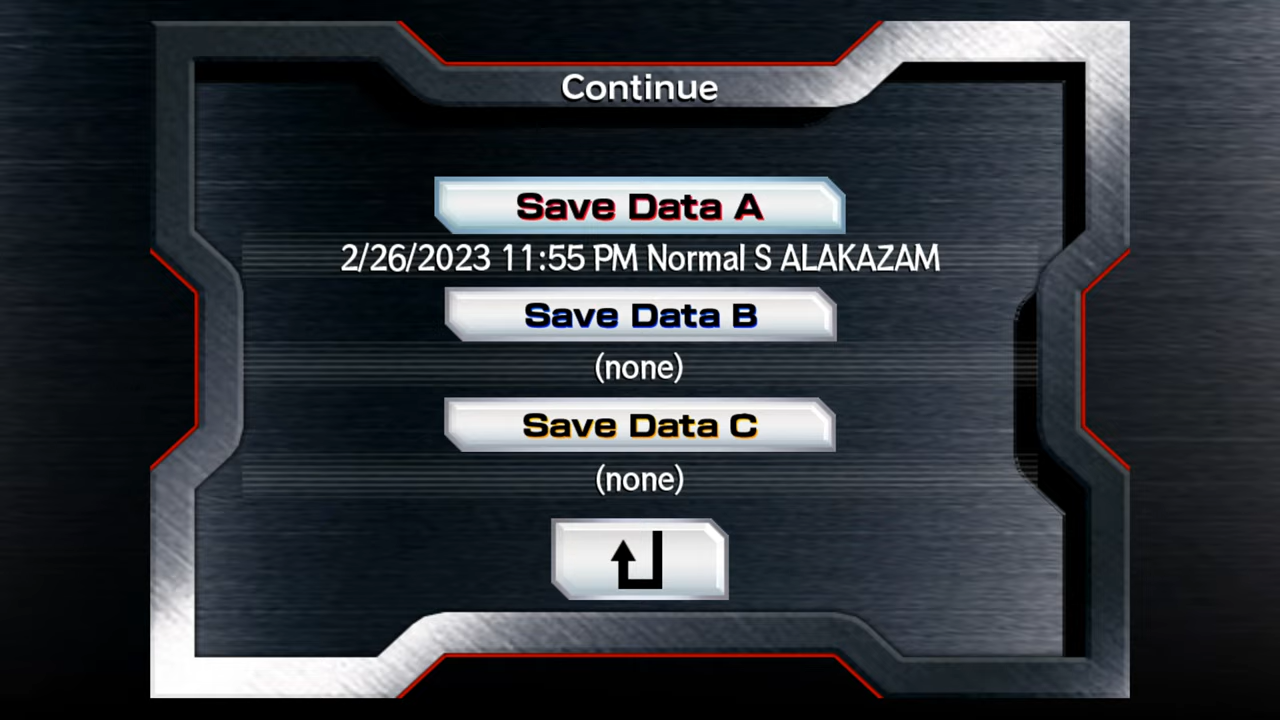 Continue
Save Data A
2/26/2023 11:55 PM Normal S ALAKAZAM
Save Data B
(none)
Save Data C
(none)